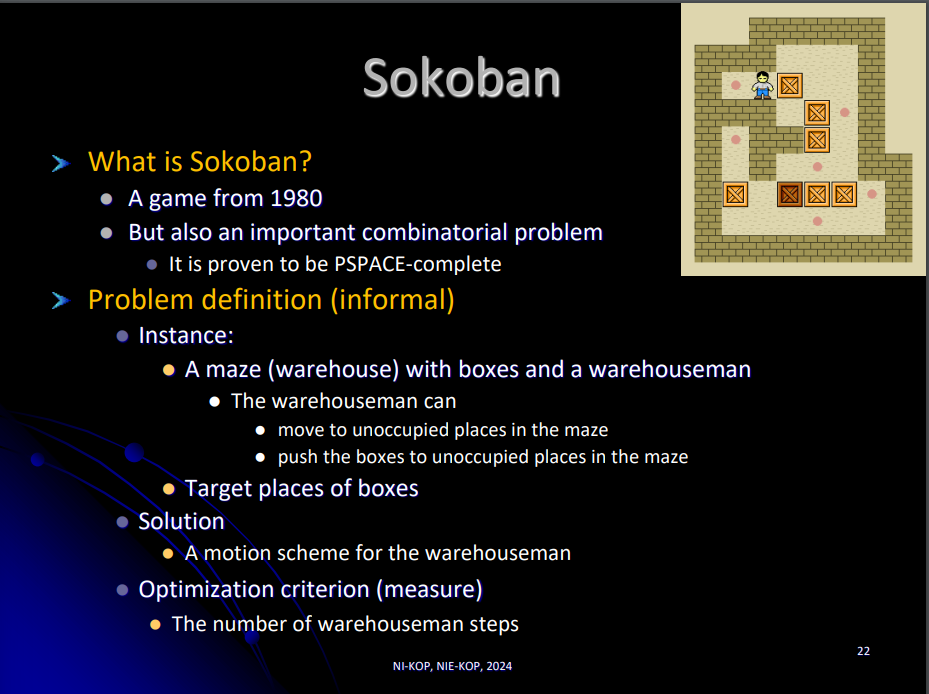 Sokoban
What is Sokoban?
A game from 1980
But also an important combinatorial problem
It is proven to be PSPACE-complete
Problem definition (informal)
Instance:
A maze (warehouse) with boxes and a warehouseman
The warehouseman can
move to unoccupied places in the maze
push the boxes to unoccupied places in the maze
Target places of boxes
Solution
A motion scheme for the warehouseman
Optimization criterion (measure)
The number of warehouseman steps
22
NI-KOP, NIE-KOP, 2024